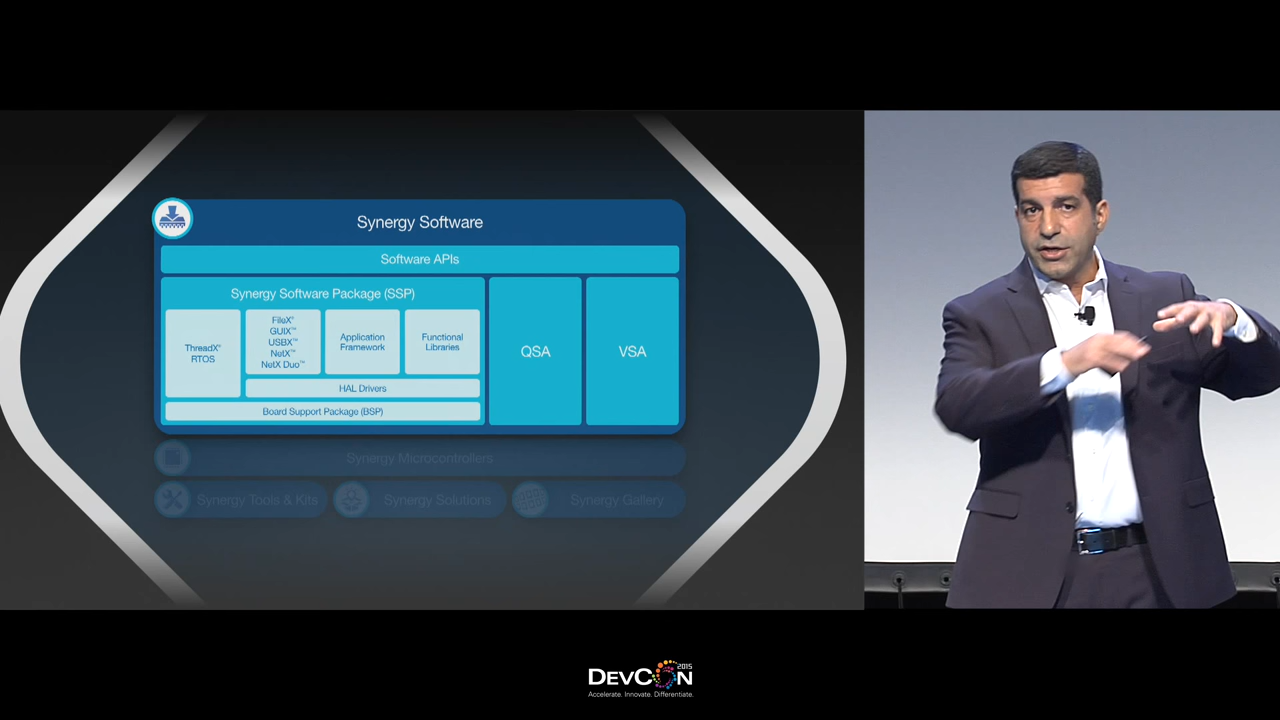 Synergy Software
Software APIs
Synergy Software Package (SSP)
ThreadX®
RTOS
FileX®
GUIX™
USBX™
NetX™
NetX Duo™
Application
Framework
Functional
Libraries
HAL Drivers
Board Support Package (BSP)
QSA
VSA
Synergy Microcontrollers
Synergy Tools & Kits
Synergy Solutions
Synergy Gallery
DEVCON
2015
Accelerate. Innovate. Differentiate.